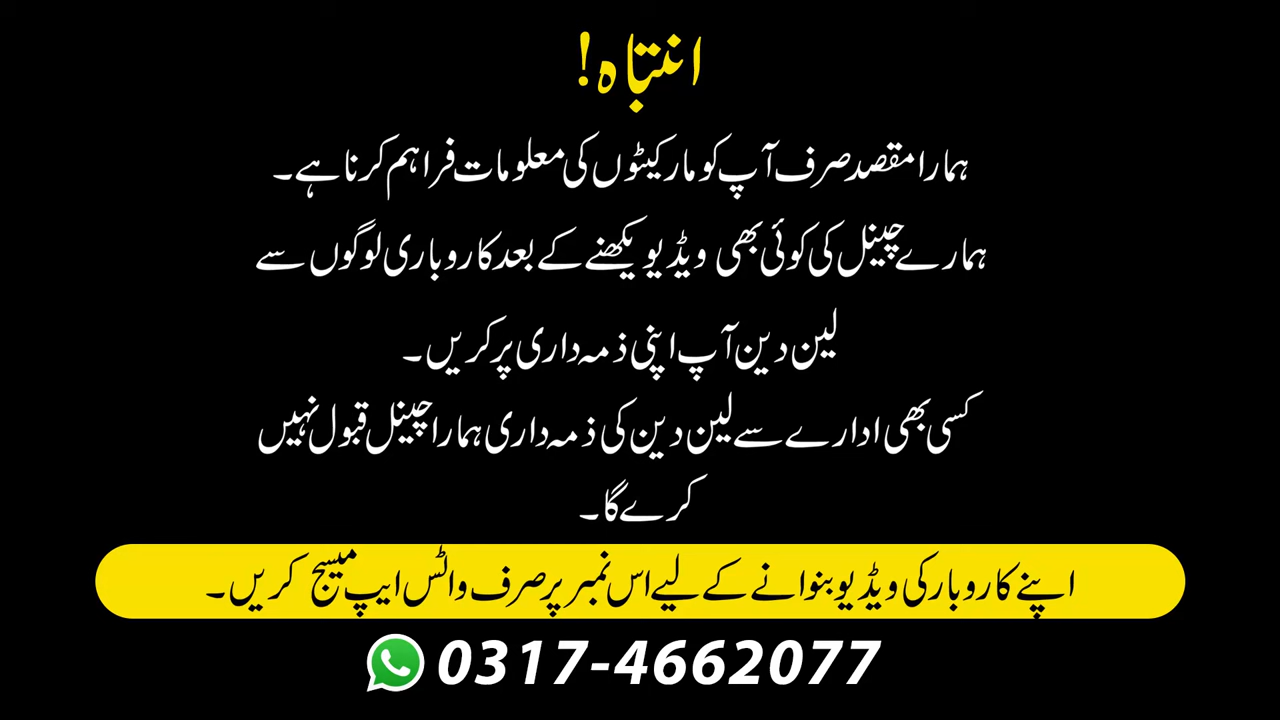 انتباہ!
ہمارا مقصد صرف آپ کو مارکیٹوں کی معلومات فراہم کرنا ہے۔
ہمارے چینل کی کوئی بھی ویڈیو یکھنے کے بعد کاروباری لوگوں سے
لین دین آپ اپنی ذمہ داری پر کریں۔
کسی بھی ادارے سے لین دین کی ذمہ داری ہمارا چینل قبول نہیں
کرے گا۔
اپنے کاروبار کی ویڈیو بنوانے کے لیے اس نمبر پر صرف واٹس ایپ میسج کریں۔
0317-4662077